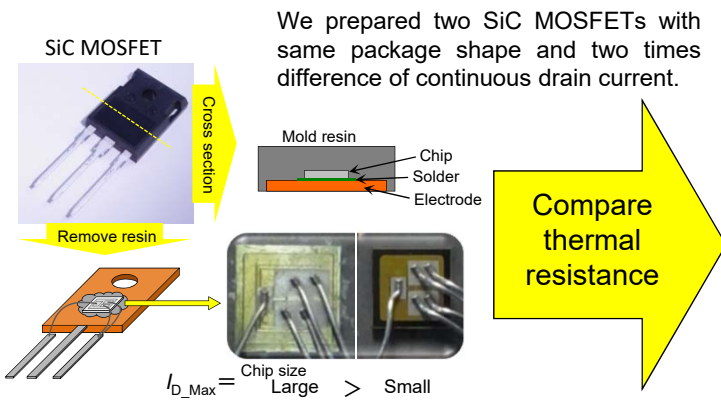 We prepared two SiC MOSFETs with
same package shape and two times
difference of continuous drain current.
SiC MOSFET
Cross section
Mold resin
Chip
Solder
Electrode
Remove resin
Compare
thermal
resistance
Chip size
I_D_Max = Large > Small